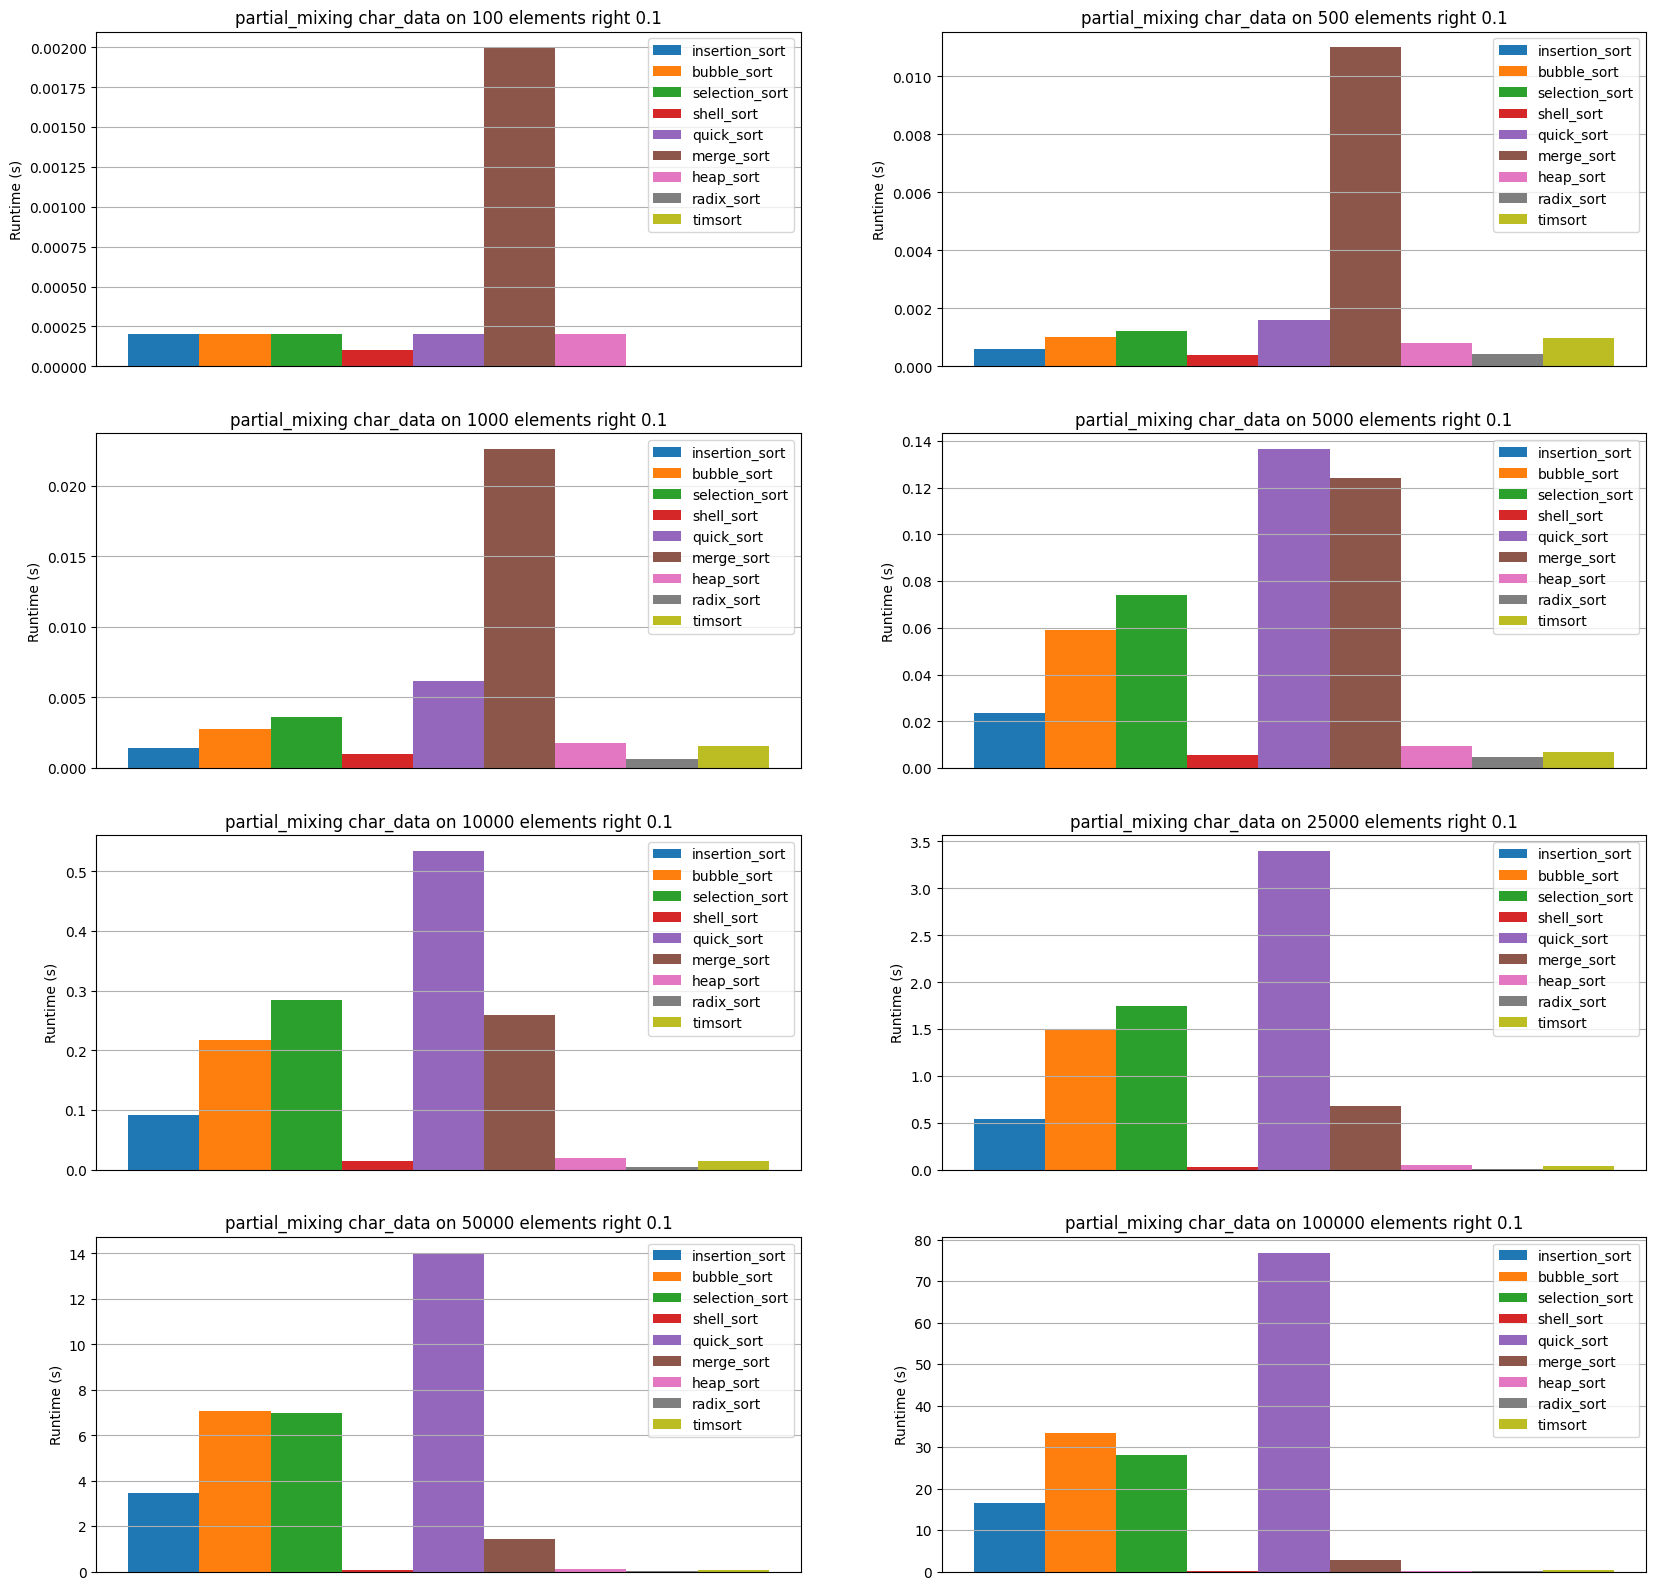 partial_mixing char_data on 100 elements right 0.1
Runtime (s)
0.00200
0.00175
0.00150
0.00125
0.00100
0.00075
0.00050
0.00025
0.00000
insertion_sort
bubble_sort
selection_sort
shell_sort
quick_sort
merge_sort
heap_sort
radix_sort
timsort
partial_mixing char_data on 500 elements right 0.1
Runtime (s)
0.010
0.008
0.006
0.004
0.002
0.000
insertion_sort
bubble_sort
selection_sort
shell_sort
quick_sort
merge_sort
heap_sort
radix_sort
timsort
partial_mixing char_data on 1000 elements right 0.1
Runtime (s)
0.020
0.015
0.010
0.005
0.000
insertion_sort
bubble_sort
selection_sort
shell_sort
quick_sort
merge_sort
heap_sort
radix_sort
timsort
partial_mixing char_data on 5000 elements right 0.1
Runtime (s)
0.14
0.12
0.10
0.08
0.06
0.04
0.02
0.00
insertion_sort
bubble_sort
selection_sort
shell_sort
quick_sort
merge_sort
heap_sort
radix_sort
timsort
partial_mixing char_data on 10000 elements right 0.1
Runtime (s)
0.5
0.4
0.3
0.2
0.1
0.0
insertion_sort
bubble_sort
selection_sort
shell_sort
quick_sort
merge_sort
heap_sort
radix_sort
timsort
partial_mixing char_data on 25000 elements right 0.1
Runtime (s)
3.5
3.0
2.5
2.0
1.5
1.0
0.5
0.0
insertion_sort
bubble_sort
selection_sort
shell_sort
quick_sort
merge_sort
heap_sort
radix_sort
timsort
partial_mixing char_data on 50000 elements right 0.1
Runtime (s)
14
12
10
8
6
4
2
0
insertion_sort
bubble_sort
selection_sort
shell_sort
quick_sort
merge_sort
heap_sort
radix_sort
timsort
partial_mixing char_data on 100000 elements right 0.1
Runtime (s)
80
70
60
50
40
30
20
10
0
insertion_sort
bubble_sort
selection_sort
shell_sort
quick_sort
merge_sort
heap_sort
radix_sort
timsort